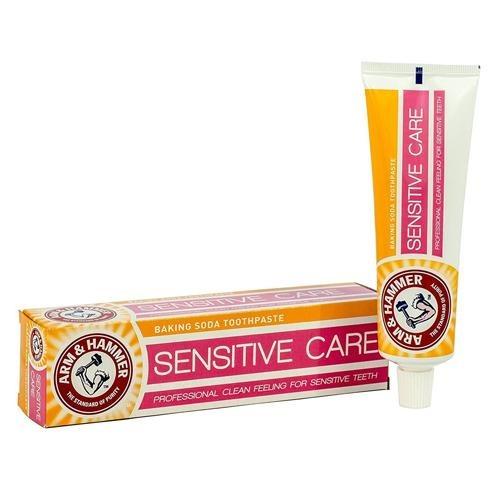 BAKING SODA TOOTHPASTE
SENSITIVE CARE
PROFESSIONAL CLEAN FEELING FOR SENSITIVE TEETH
ARM & HAMMER
THE STANDARD OF PURITY
SENSITIVE
CARE
ARM & HAMMER
THE STANDARD OF PURITY
BAKING SODA TOOTHPASTE
SENSITIVE CARE
PROFESSIONAL CLEAN FEELING FOR SENSITIVE TEETH